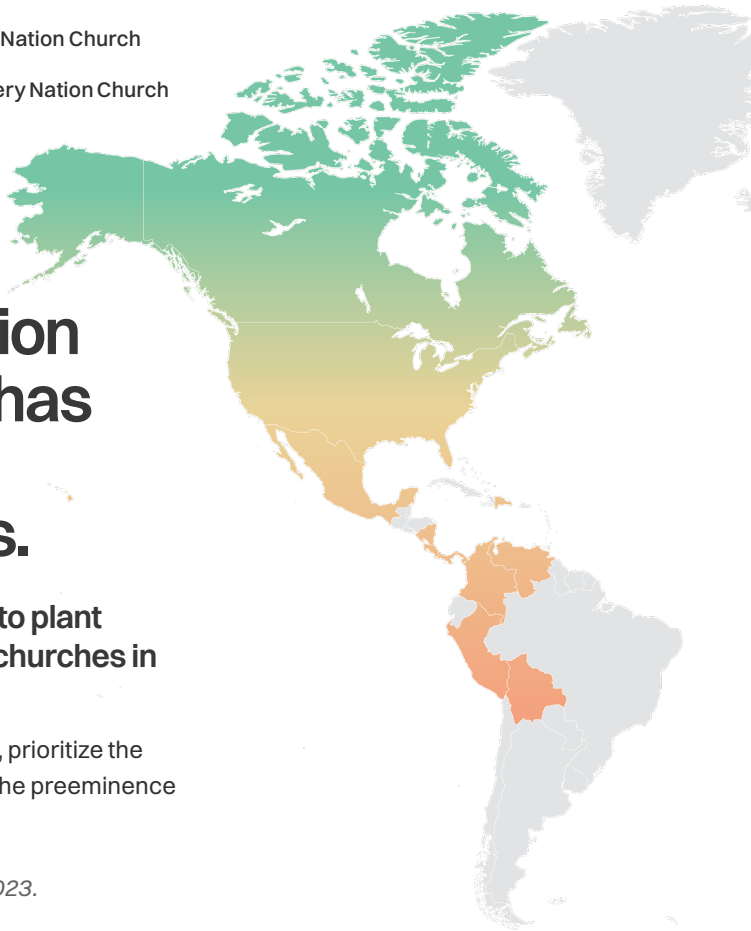 Nation Church
ery Nation Church
ion
has
s.
to plant
churches in
, prioritize the
he preeminence
023.